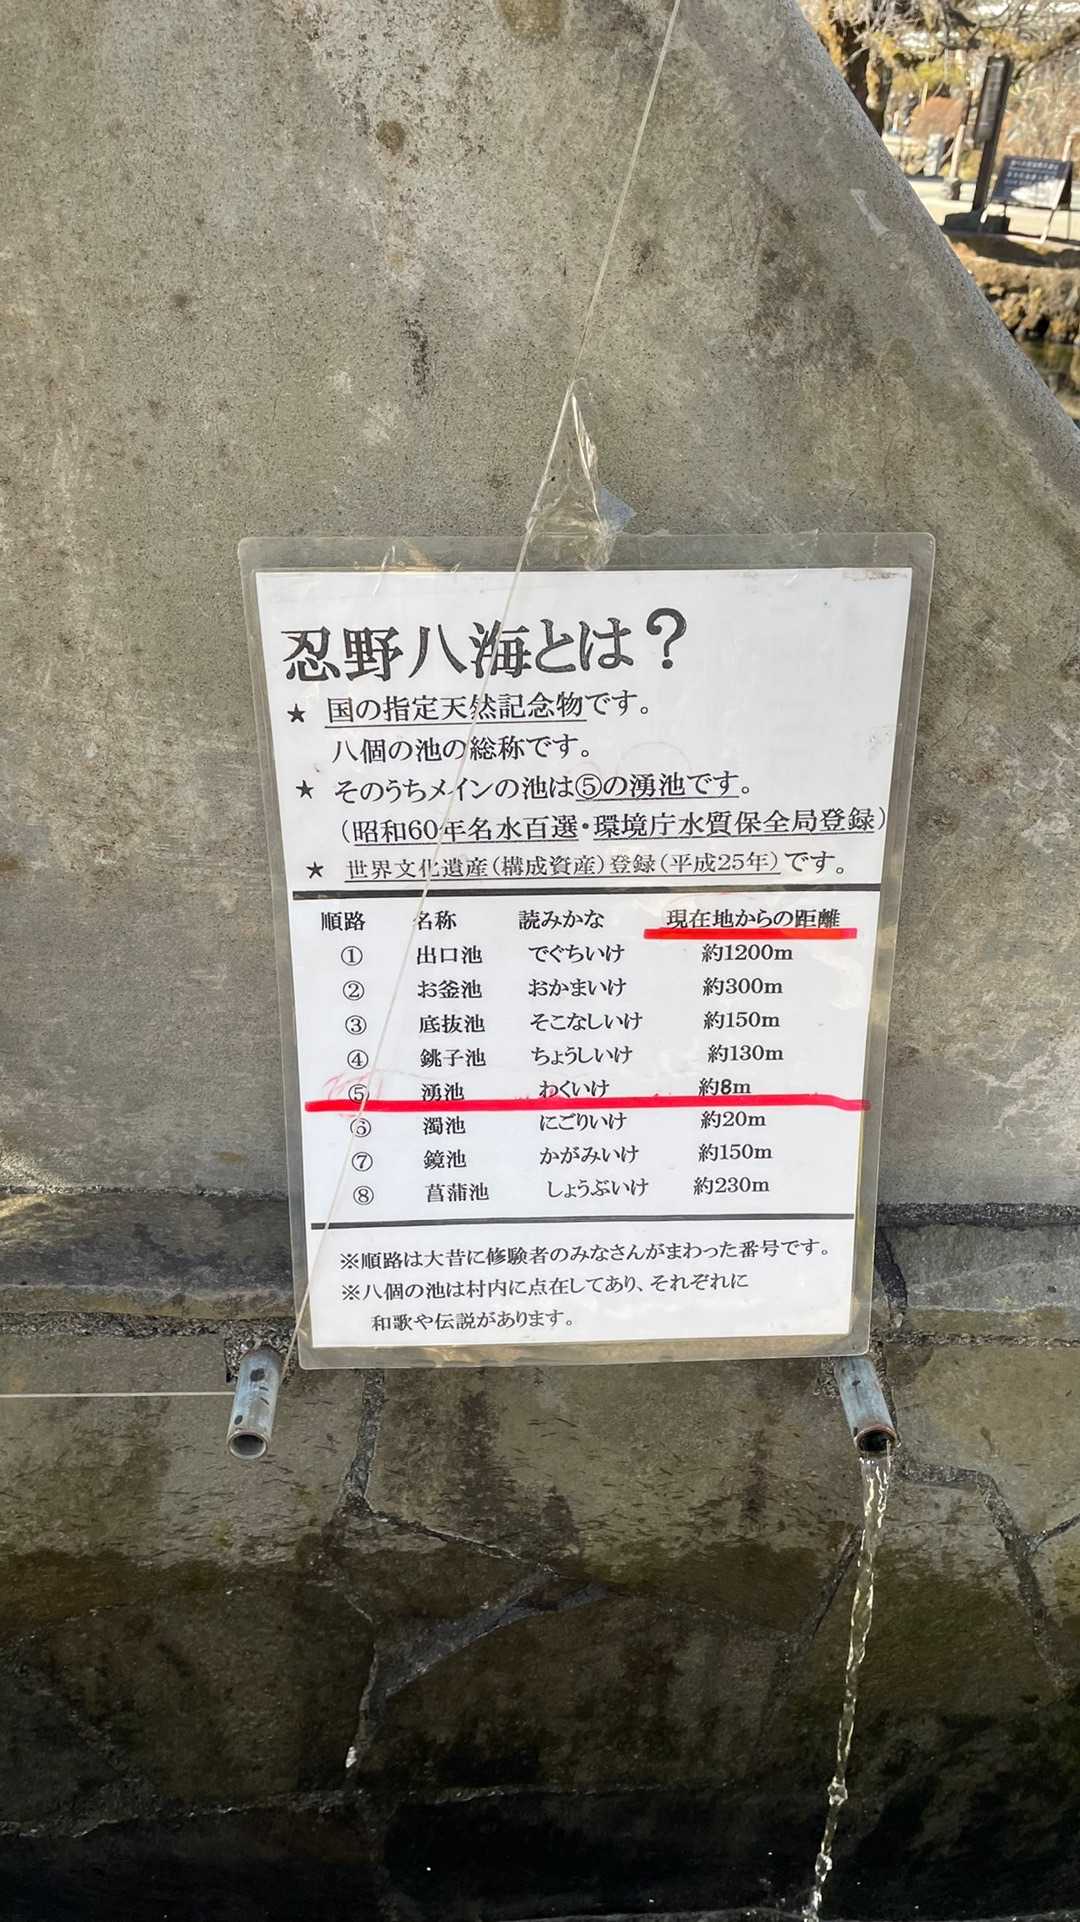 忍野八海とは?
★ 国の指定天然記念物です。
八個の池の総称です。
★ そのうちメインの池は⑤の湧池です。
(昭和60年名水百選・環境庁水質保全局登録)
★ 世界文化遺産(構成資産)登録(平成25年)です。
順路 名称 読みかな 現在地からの距離
① 出口池 でぐちいけ 約1200m
② お釜池 おかまいけ 約300m
③ 底抜池 そこなしいけ 約150m
④ 銚子池 ちょうしいけ 約130m
⑤ 湧池 わくいけ 約8m
⑥ 濁池 にごりいけ 約20m
⑦ 鏡池 かがみいけ 約150m
⑧ 菖蒲池 しょうぶいけ 約230m
※順路は大昔に修験者のみなさんがまわった番号です。
※八個の池は村内に点在してあり、それぞれに
和歌や伝説があります。